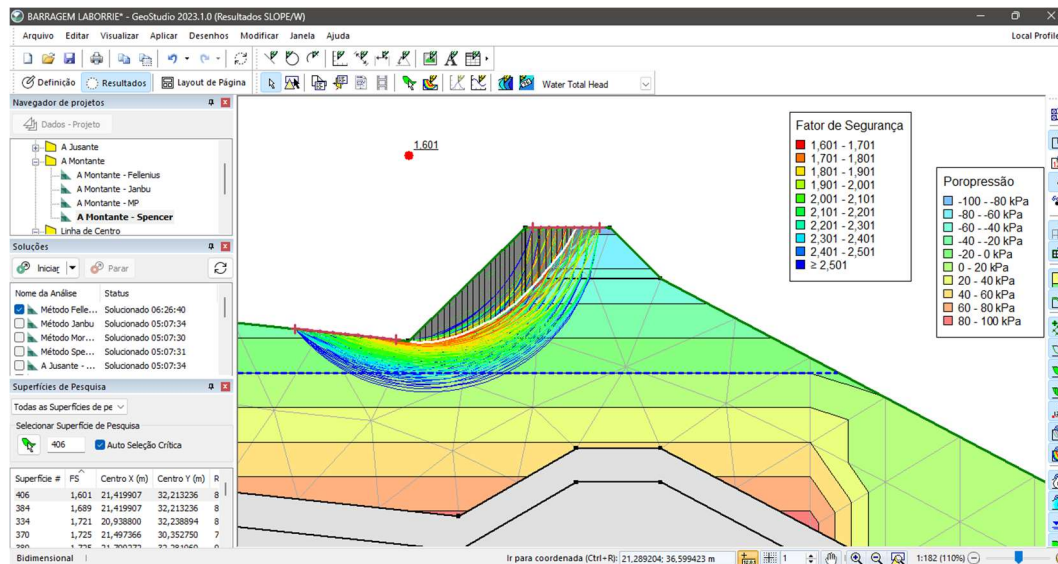 BARRAGEM LABORRIE* - GeoStudio 2023.1.0 (Resultados SLOPE/W)
Arquivo Editar Visualizar Aplicar Desenhos Modificar Janela Ajuda
Local Profile
Definição Resultados Layout de Página
Water Total Head
Navegador de projetos
Dados - Projeto
A Jusante
A Montante
A Montante - Fellenius
A Montante - Janbu
A Montante - MP
A Montante - Spencer
Linha de Centro
Soluções
Iniciar Parar
Nome da Análise Status
Método Felle... Solucionado 06:26:40
Método Janbu Solucionado 05:07:34
Método Mor... Solucionado 05:07:30
Método Spe... Solucionado 05:07:31
A Jusante - ... Solucionado 05:07:34
Superfícies de Pesquisa
Todas as Superfícies de pe
Selecionar Superfície de Pesquisa
406 Auto Seleção Crítica
Superfície # FS Centro X (m) Centro Y (m) R
406 1,601 21,419907 32,213236 8
384 1,689 21,419907 32,213236 8
334 1,721 20,938800 32,238894 8
370 1,725 21,497366 30,352750 7
1,601
Fator de Segurança
1,601 - 1,701
1,701 - 1,801
1,801 - 1,901
1,901 - 2,001
2,001 - 2,101
2,101 - 2,201
2,201 - 2,301
2,301 - 2,401
2,401 - 2,501
≥ 2,501
Poropressão
-100 - -80 kPa
-80 - -60 kPa
-60 - -40 kPa
-40 - -20 kPa
-20 - 0 kPa
0 - 20 kPa
20 - 40 kPa
40 - 60 kPa
60 - 80 kPa
80 - 100 kPa
Bidimensional
Ir para coordenada (Ctrl+R): 21,289204; 36,599423 m
1
1:182 (110%)